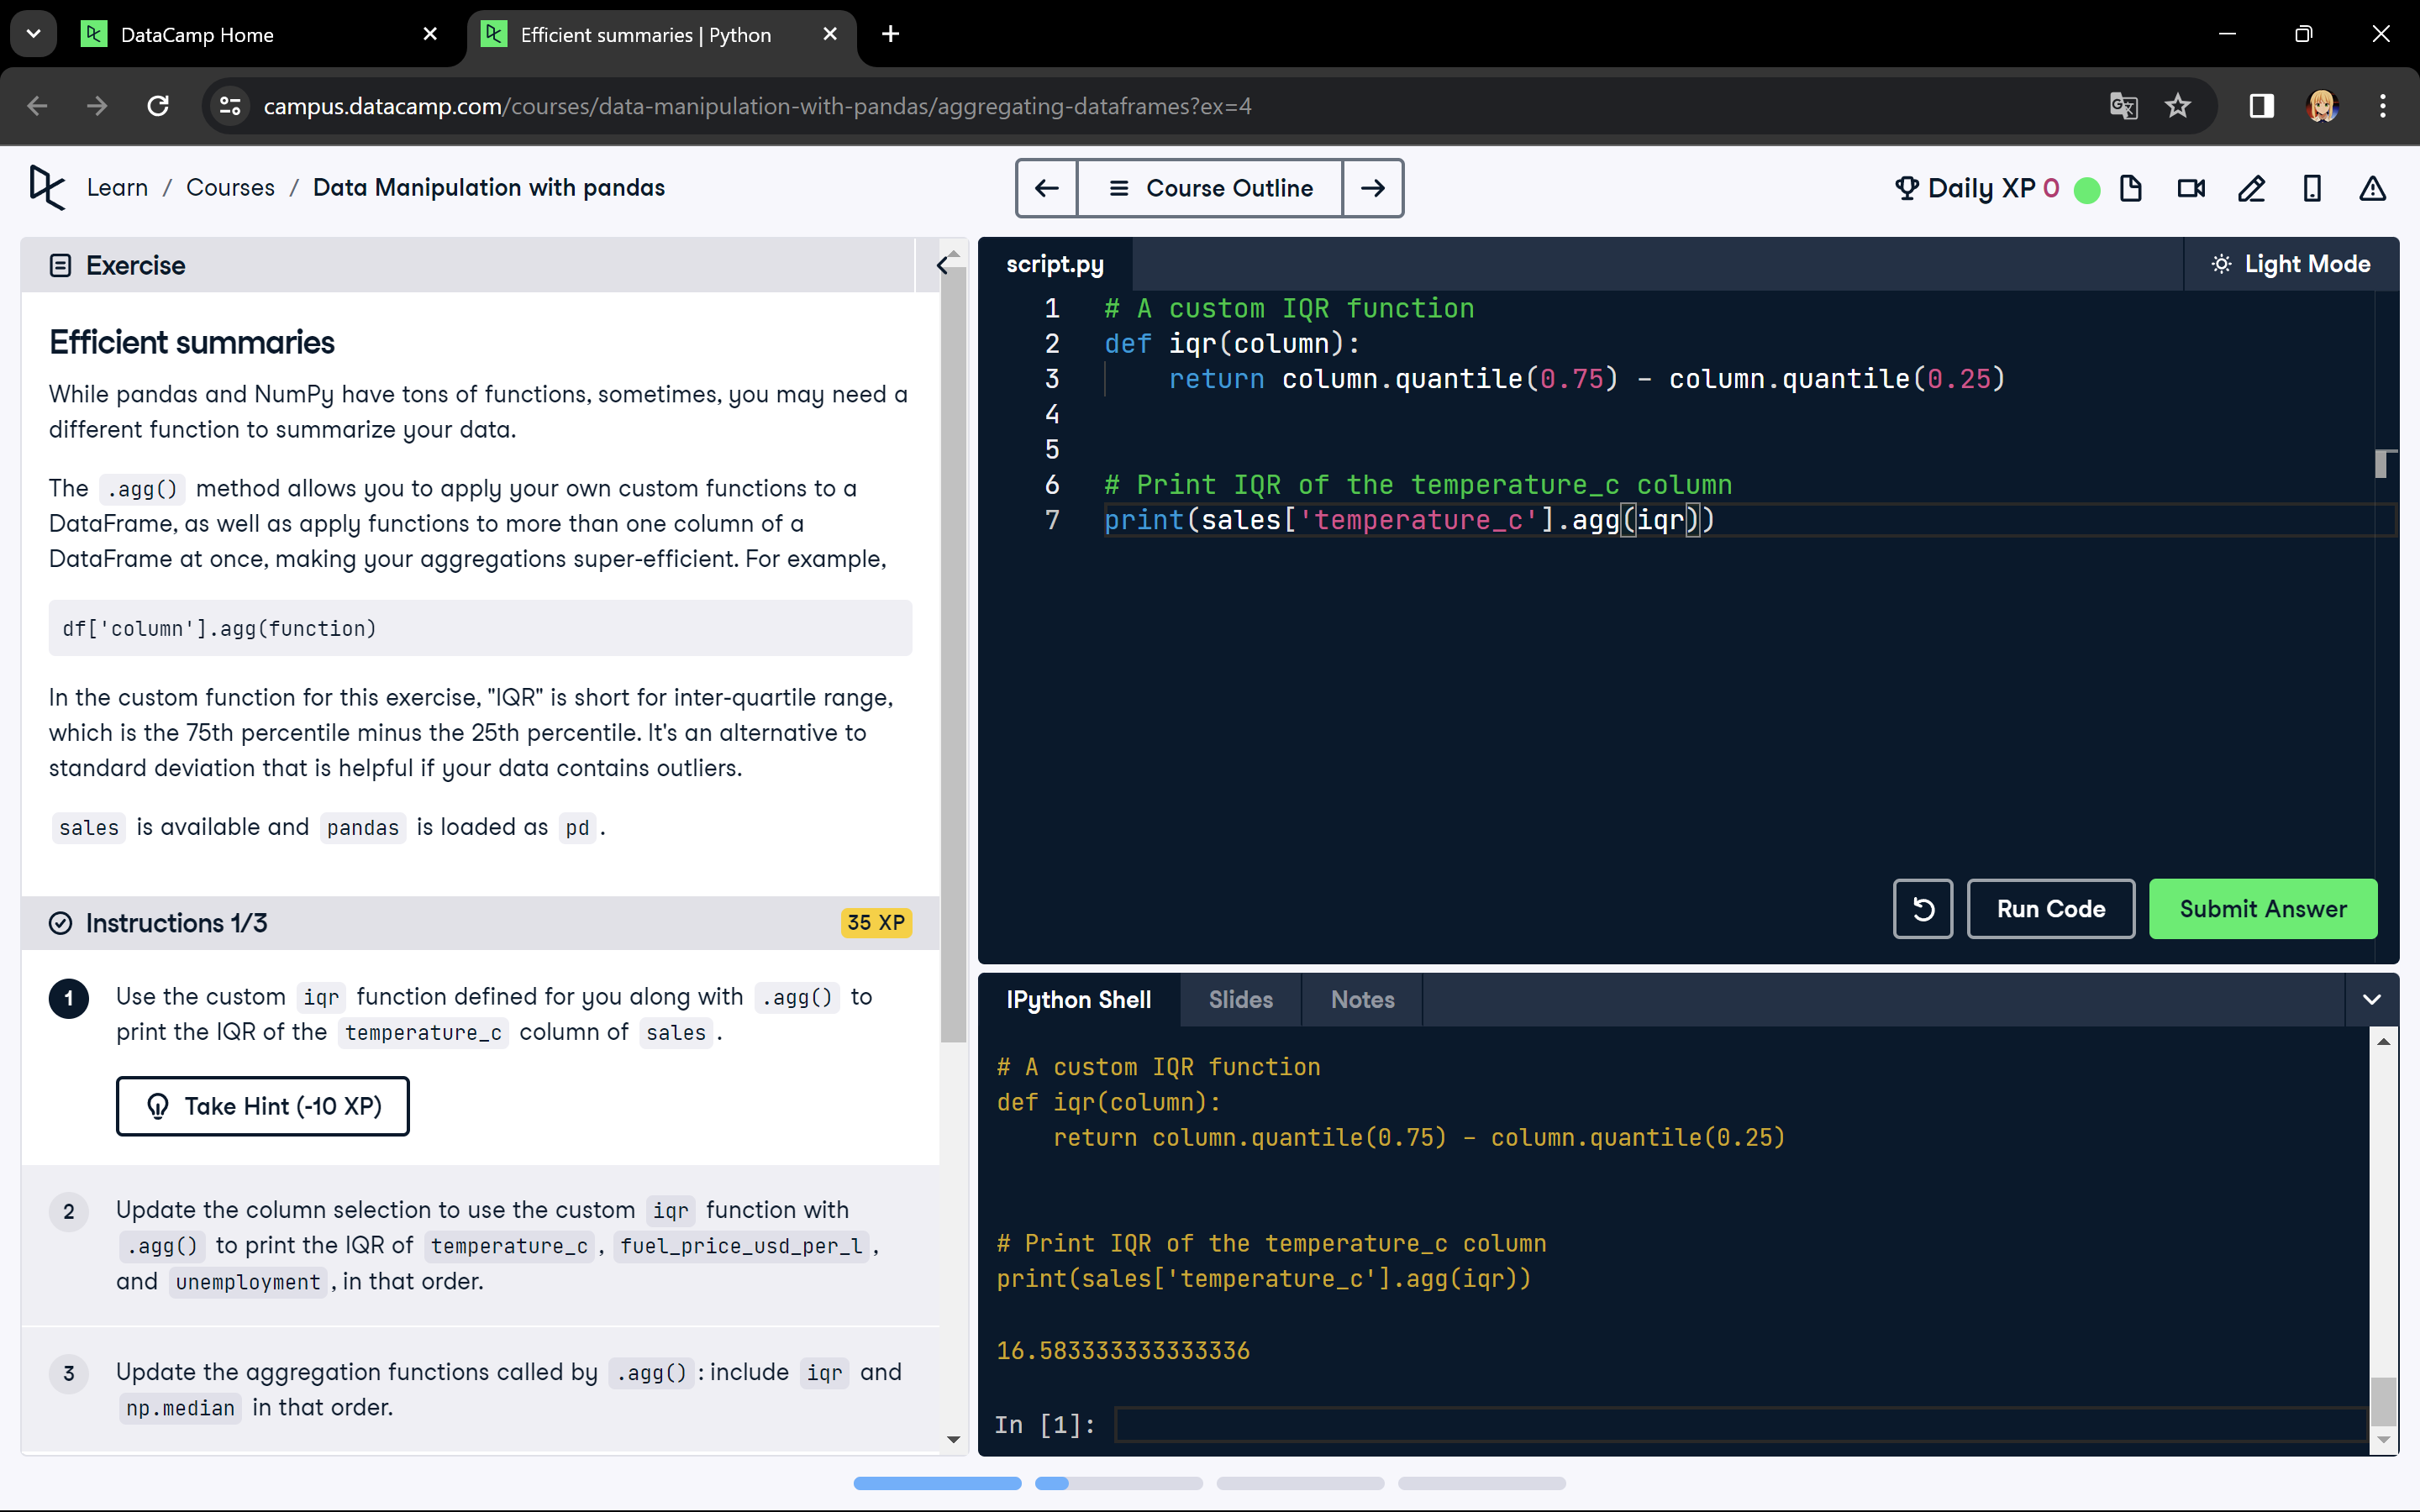 DataCamp Home
Efficient summaries | Python
campus.datacamp.com/courses/data-manipulation-with-pandas/aggregating-dataframes?ex=4
Learn / Courses / Data Manipulation with pandas
Course Outline
Daily XP 0
Exercise
Efficient summaries
While pandas and NumPy have tons of functions, sometimes, you may need a
different function to summarize your data.
The .agg() method allows you to apply your own custom functions to a
DataFrame, as well as apply functions to more than one column of a
DataFrame at once, making your aggregations super-efficient. For example,
df['column'].agg(function)
In the custom function for this exercise, "IQR" is short for inter-quartile range,
which is the 75th percentile minus the 25th percentile. It's an alternative to
standard deviation that is helpful if your data contains outliers.
sales is available and pandas is loaded as pd.
Instructions 1/3
35 XP
1 Use the custom iqr function defined for you along with .agg() to
print the IQR of the temperature_c column of sales.
Take Hint (-10 XP)
2 Update the column selection to use the custom iqr function with
.agg() to print the IQR of temperature_c, fuel_price_usd_per_l,
and unemployment, in that order.
3 Update the aggregation functions called by .agg(): include iqr and
np.median in that order.
script.py
Light Mode
1 # A custom IQR function
2 def iqr(column):
3     return column.quantile(0.75) - column.quantile(0.25)
4
5
6 # Print IQR of the temperature_c column
7 print(sales['temperature_c'].agg(iqr))
Run Code
Submit Answer
IPython Shell
Slides
Notes
# A custom IQR function
def iqr(column):
    return column.quantile(0.75) - column.quantile(0.25)
# Print IQR of the temperature_c column
print(sales['temperature_c'].agg(iqr))
16.583333333333336
In [1]: